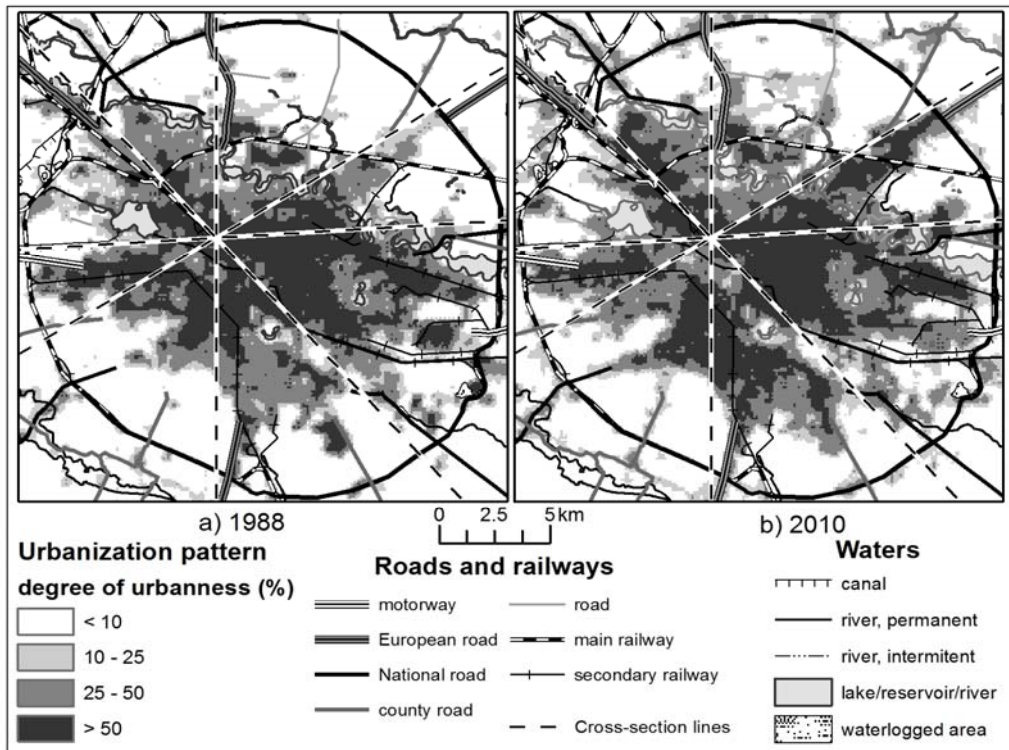 a) 1988
0 2.5 5 km
b) 2010
Urbanization pattern
degree of urbanness (%)
< 10
10 - 25
25 - 50
> 50
Roads and railways
motorway
European road
National road
county road
road
main railway
secondary railway
Cross-section lines
Waters
canal
river, permanent
river, intermitent
lake/reservoir/river
waterlogged area